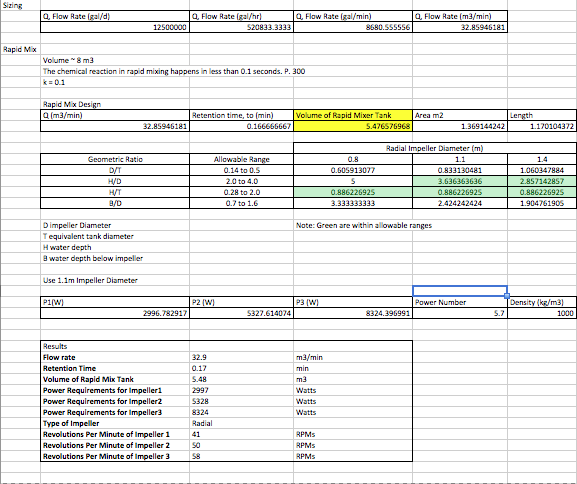 Sizing
Q, Flow Rate (gal/d) Q, Flow Rate (gal/hr) Q, Flow Rate (gal/min) Q, Flow Rate (m3/min)
12500000 520833.3333 8680.555556 32.85946181
Rapid Mix
Volume ~ 8 m3
The chemical reaction in rapid mixing happens in less than 0.1 seconds. P. 300
k = 0.1
Rapid Mix Design
Q (m3/min) Retention time, to (min) Volume of Rapid Mixer Tank Area m2 Length
32.85946181 0.166666667 5.476576968 1.369144242 1.170104372
Radial Impeller Diameter (m)
Geometric Ratio Allowable Range 0.8 1.1 1.4
D/T 0.14 to 0.5 0.605913077 0.833130481 1.060347884
H/D 2.0 to 4.0 5 3.636363636 2.857142857
H/T 0.28 to 2.0 0.886226925 0.886226925 0.886226925
B/D 0.7 to 1.6 3.333333333 2.424242424 1.904761905
D Impeller Diameter Note: Green are within allowable ranges
T equivalent tank diameter
H water depth
B water depth below impeller
Use 1.1m Impeller Diameter
P1(W) P2 (W) P3 (W) Power Number Density (kg/m3)
2996.782917 5327.614074 8324.396991 5.7 1000
Results
Flow rate 32.9 m3/min
Retention Time 0.17 min
Volume of Rapid Mix Tank 5.48 m3
Power Requirements for Impeller1 2997 Watts
Power Requirements for Impeller2 5328 Watts
Power Requirements for Impeller3 8324 Watts
Type of Impeller Radial
Revolutions Per Minute of Impeller 1 41 RPMs
Revolutions Per Minute of Impeller 2 50 RPMs
Revolutions Per Minute of Impeller 3 58 RPMs